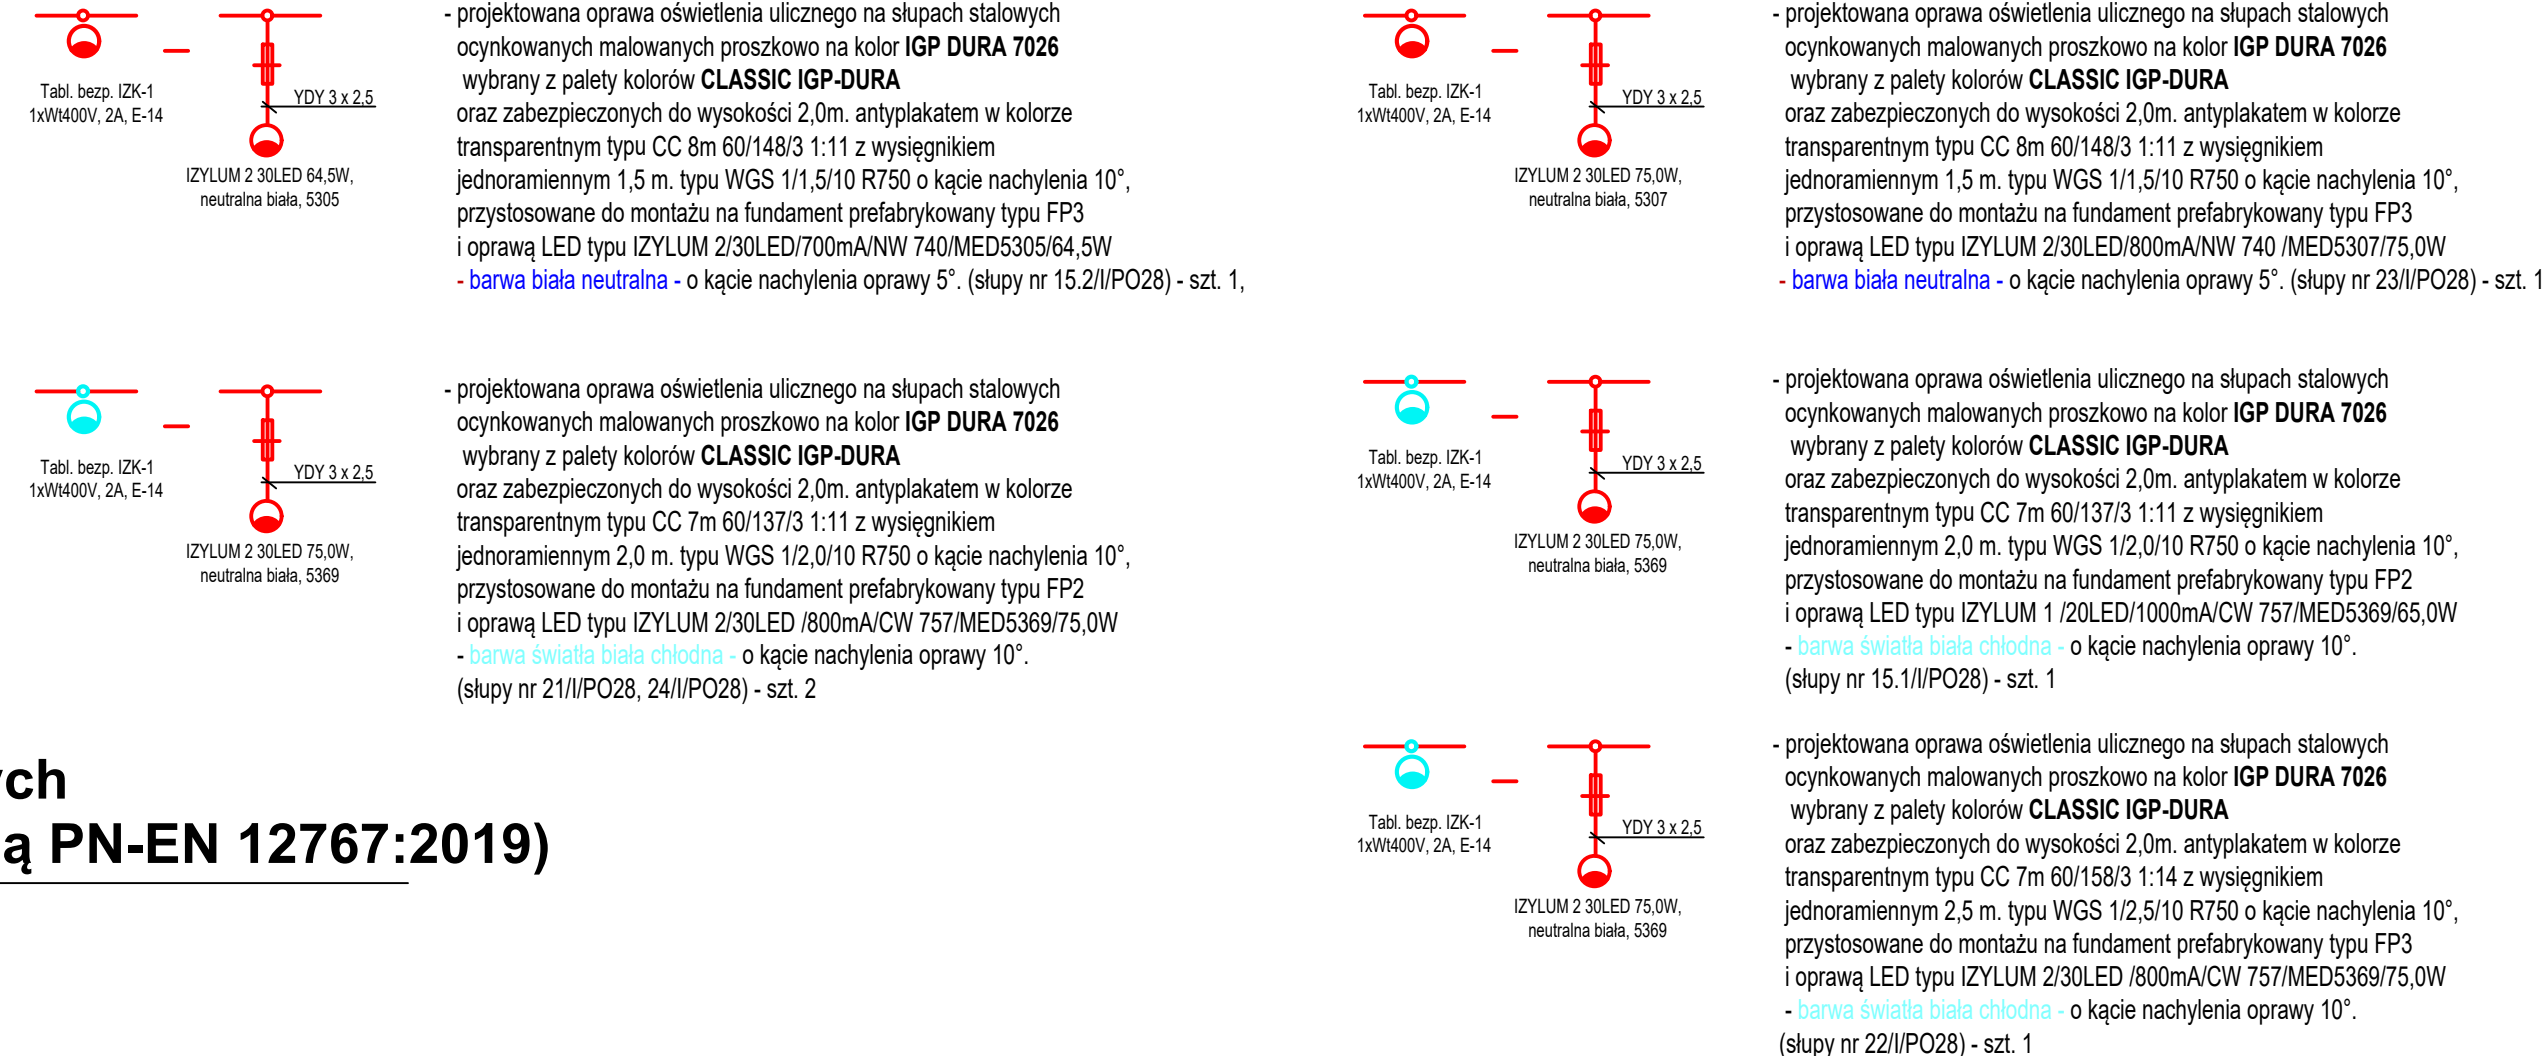 Tabl. bezp. IZK-1
1xWt400V, 2A, E-14
YDY 3 x 2,5
IZYLUM 2 30LED 64,5W,
neutralna biała, 5305
- projektowana oprawa oświetlenia ulicznego na słupach stalowych
ocynkowanych malowanych proszkowo na kolor IGP DURA 7026
wybrany z palety kolorów CLASSIC IGP-DURA
oraz zabezpieczonych do wysokości 2,0m. antyplakatem w kolorze
transparentnym typu CC 8m 60/148/3 1:11 z wysięgnikiem
jednoramiennym 1,5 m. typu WGS 1/1,5/10 R750 o kącie nachylenia 10°,
przystosowane do montażu na fundament prefabrykowany typu FP3
i oprawą LED typu IZYLUM 2/30LED/700mA/NW 740/MED5305/64,5W
- barwa biała neutralna - o kącie nachylenia oprawy 5°. (słupy nr 15.2/I/PO28) - szt. 1,
Tabl. bezp. IZK-1
1xWt400V, 2A, E-14
YDY 3 x 2,5
IZYLUM 2 30LED 75,0W,
neutralna biała, 5369
- projektowana oprawa oświetlenia ulicznego na słupach stalowych
ocynkowanych malowanych proszkowo na kolor IGP DURA 7026
wybrany z palety kolorów CLASSIC IGP-DURA
oraz zabezpieczonych do wysokości 2,0m. antyplakatem w kolorze
transparentnym typu CC 7m 60/137/3 1:11 z wysięgnikiem
jednoramiennym 2,0 m. typu WGS 1/2,0/10 R750 o kącie nachylenia 10°,
przystosowane do montażu na fundament prefabrykowany typu FP2
i oprawą LED typu IZYLUM 2/30LED /800mA/CW 757/MED5369/75,0W
- barwa światła biała chłodna - o kącie nachylenia oprawy 10°.
(słupy nr 21/I/PO28, 24/I/PO28) - szt. 2
ych
ą PN-EN 12767:2019)
Tabl. bezp. IZK-1
1xWt400V, 2A, E-14
YDY 3 x 2,5
IZYLUM 2 30LED 75,0W,
neutralna biała, 5307
- projektowana oprawa oświetlenia ulicznego na słupach stalowych
ocynkowanych malowanych proszkowo na kolor IGP DURA 7026
wybrany z palety kolorów CLASSIC IGP-DURA
oraz zabezpieczonych do wysokości 2,0m. antyplakatem w kolorze
transparentnym typu CC 8m 60/148/3 1:11 z wysięgnikiem
jednoramiennym 1,5 m. typu WGS 1/1,5/10 R750 o kącie nachylenia 10°,
przystosowane do montażu na fundament prefabrykowany typu FP3
i oprawą LED typu IZYLUM 2/30LED/800mA/NW 740 /MED5307/75,0W
- barwa biała neutralna - o kącie nachylenia oprawy 5°. (słupy nr 23/I/PO28) - szt. 1
Tabl. bezp. IZK-1
1xWt400V, 2A, E-14
YDY 3 x 2,5
IZYLUM 2 30LED 75,0W,
neutralna biała, 5369
- projektowana oprawa oświetlenia ulicznego na słupach stalowych
ocynkowanych malowanych proszkowo na kolor IGP DURA 7026
wybrany z palety kolorów CLASSIC IGP-DURA
oraz zabezpieczonych do wysokości 2,0m. antyplakatem w kolorze
transparentnym typu CC 7m 60/137/3 1:11 z wysięgnikiem
jednoramiennym 2,0 m. typu WGS 1/2,0/10 R750 o kącie nachylenia 10°,
przystosowane do montażu na fundament prefabrykowany typu FP2
i oprawą LED typu IZYLUM 1 /20LED/1000mA/CW 757/MED5369/65,0W
- barwa światła biała chłodna - o kącie nachylenia oprawy 10°.
(słupy nr 15.1/I/PO28) - szt. 1
Tabl. bezp. IZK-1
1xWt400V, 2A, E-14
YDY 3 x 2,5
IZYLUM 2 30LED 75,0W,
neutralna biała, 5369
- projektowana oprawa oświetlenia ulicznego na słupach stalowych
ocynkowanych malowanych proszkowo na kolor IGP DURA 7026
wybrany z palety kolorów CLASSIC IGP-DURA
oraz zabezpieczonych do wysokości 2,0m. antyplakatem w kolorze
transparentnym typu CC 7m 60/158/3 1:14 z wysięgnikiem
jednoramiennym 2,5 m. typu WGS 1/2,5/10 R750 o kącie nachylenia 10°,
przystosowane do montażu na fundament prefabrykowany typu FP3
i oprawą LED typu IZYLUM 2/30LED /800mA/CW 757/MED5369/75,0W
- barwa światła biała chłodna - o kącie nachylenia oprawy 10°.
(słupy nr 22/I/PO28) - szt. 1